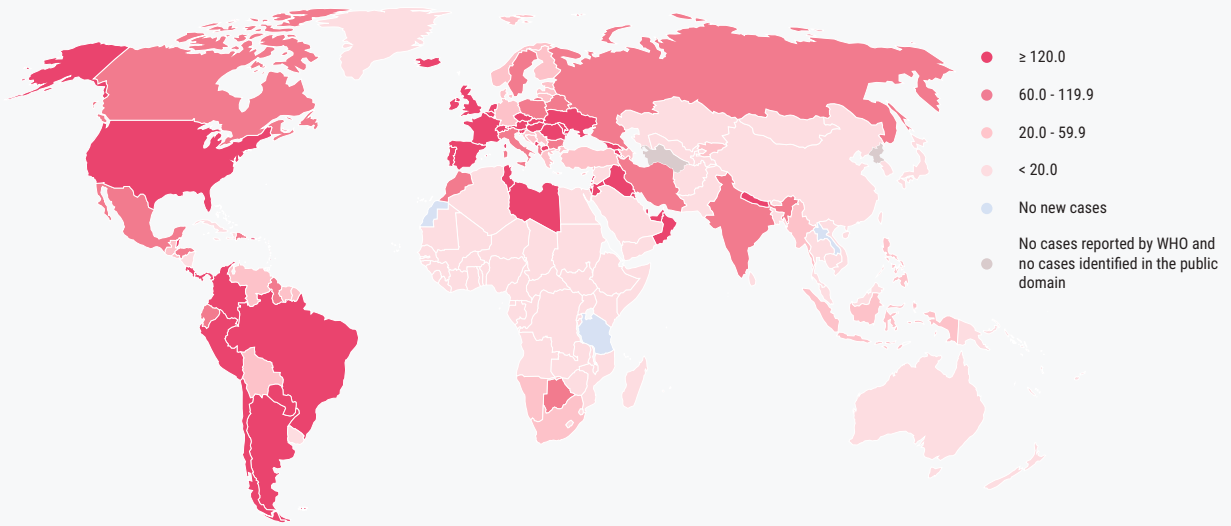 ≥ 120.0
60.0 - 119.9
20.0 - 59.9
< 20.0
No new cases
No cases reported by WHO and
no cases identified in the public
domain